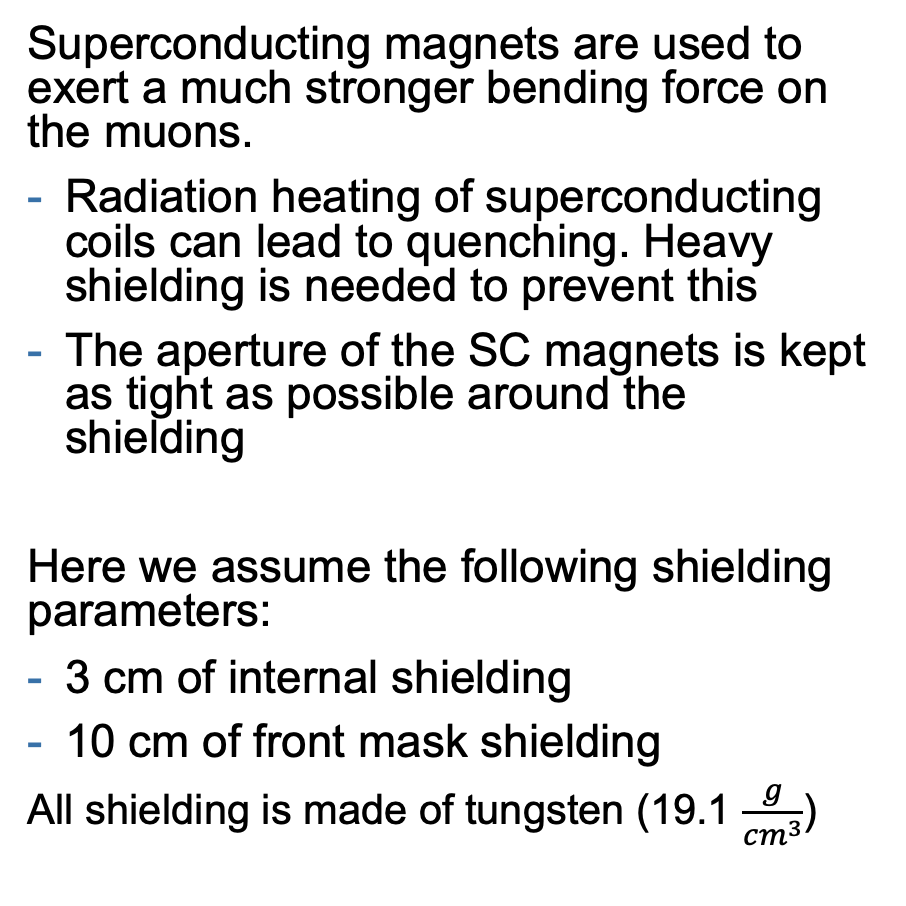 Superconducting magnets are used to
exert a much stronger bending force on
the muons.
- Radiation heating of superconducting
coils can lead to quenching. Heavy
shielding is needed to prevent this
- The aperture of the SC magnets is kept
as tight as possible around the
shielding
Here we assume the following shielding
parameters:
- 3 cm of internal shielding
- 10 cm of front mask shielding
All shielding is made of tungsten (19.1 g/cm³)